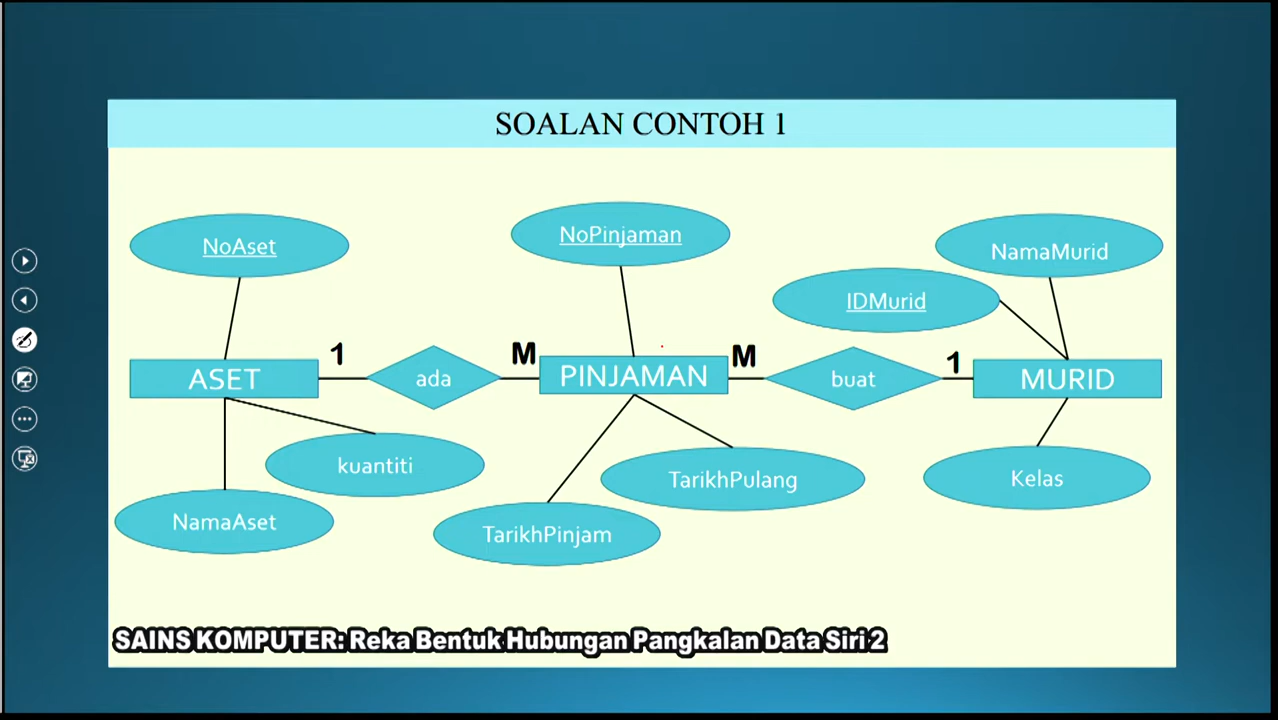 SOALAN CONTOH 1
NoAset
NoPinjaman
NamaMurid
IDMurid
1
M
M
1
ASET
ada
PINJAMAN
buat
MURID
kuantiti
TarikhPulang
Kelas
NamaAset
TarikhPinjam
SAINS KOMPUTER: Reka Bentuk Hubungan Pangkalan Data Siri 2